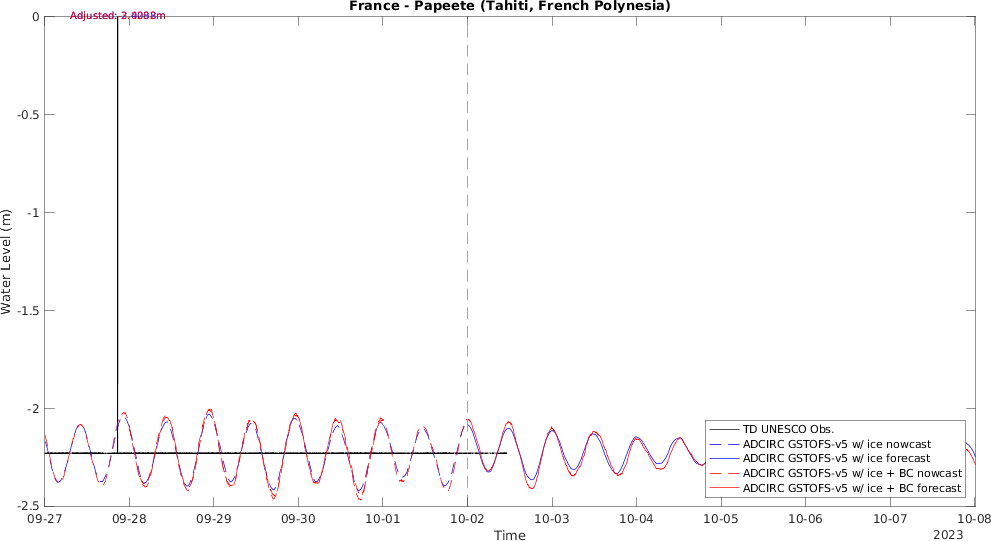 France - Papeete (Tahiti, French Polynesia)
Adjusted:
0
-0.5
-1
-1.5
-2
-2.5
Water Level (m)
TD UNESCO Obs.
ADCIRC GSTOFS-v5 w/ ice nowcast
ADCIRC GSTOFS-v5 w/ ice forecast
ADCIRC GSTOFS-v5 w/ ice + BC nowcast
ADCIRC GSTOFS-v5 w/ ice + BC forecast
09-27 09-28 09-29 09-30 10-01 10-02 10-03 10-04 10-05 10-06 10-07 10-08
Time
2023